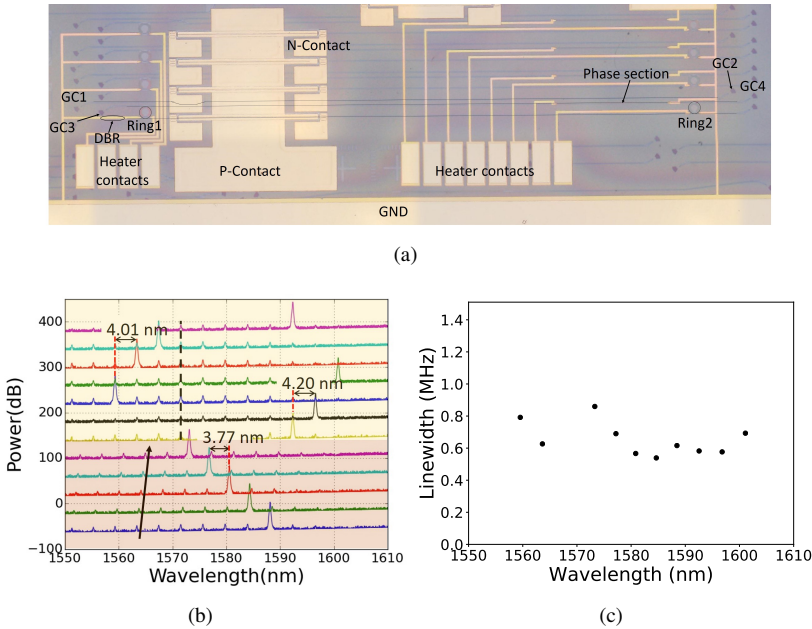 N-Contact
GC2
Phase section
GC4
GC1
GC3
Ring1
Ring2
DBR
Heater
contacts
P-Contact
Heater contacts
GND
(a)
400
300
200
100
0
−100
Power(dB)
4.01 nm
4.20 nm
3.77 nm
1550 1560 1570 1580 1590 1600 1610
Wavelength(nm)
(b)
1.4
1.2
1.0
0.8
0.6
0.4
0.2
0.0
Linewidth (MHz)
1550 1560 1570 1580 1590 1600 1610
Wavelength (nm)
(c)